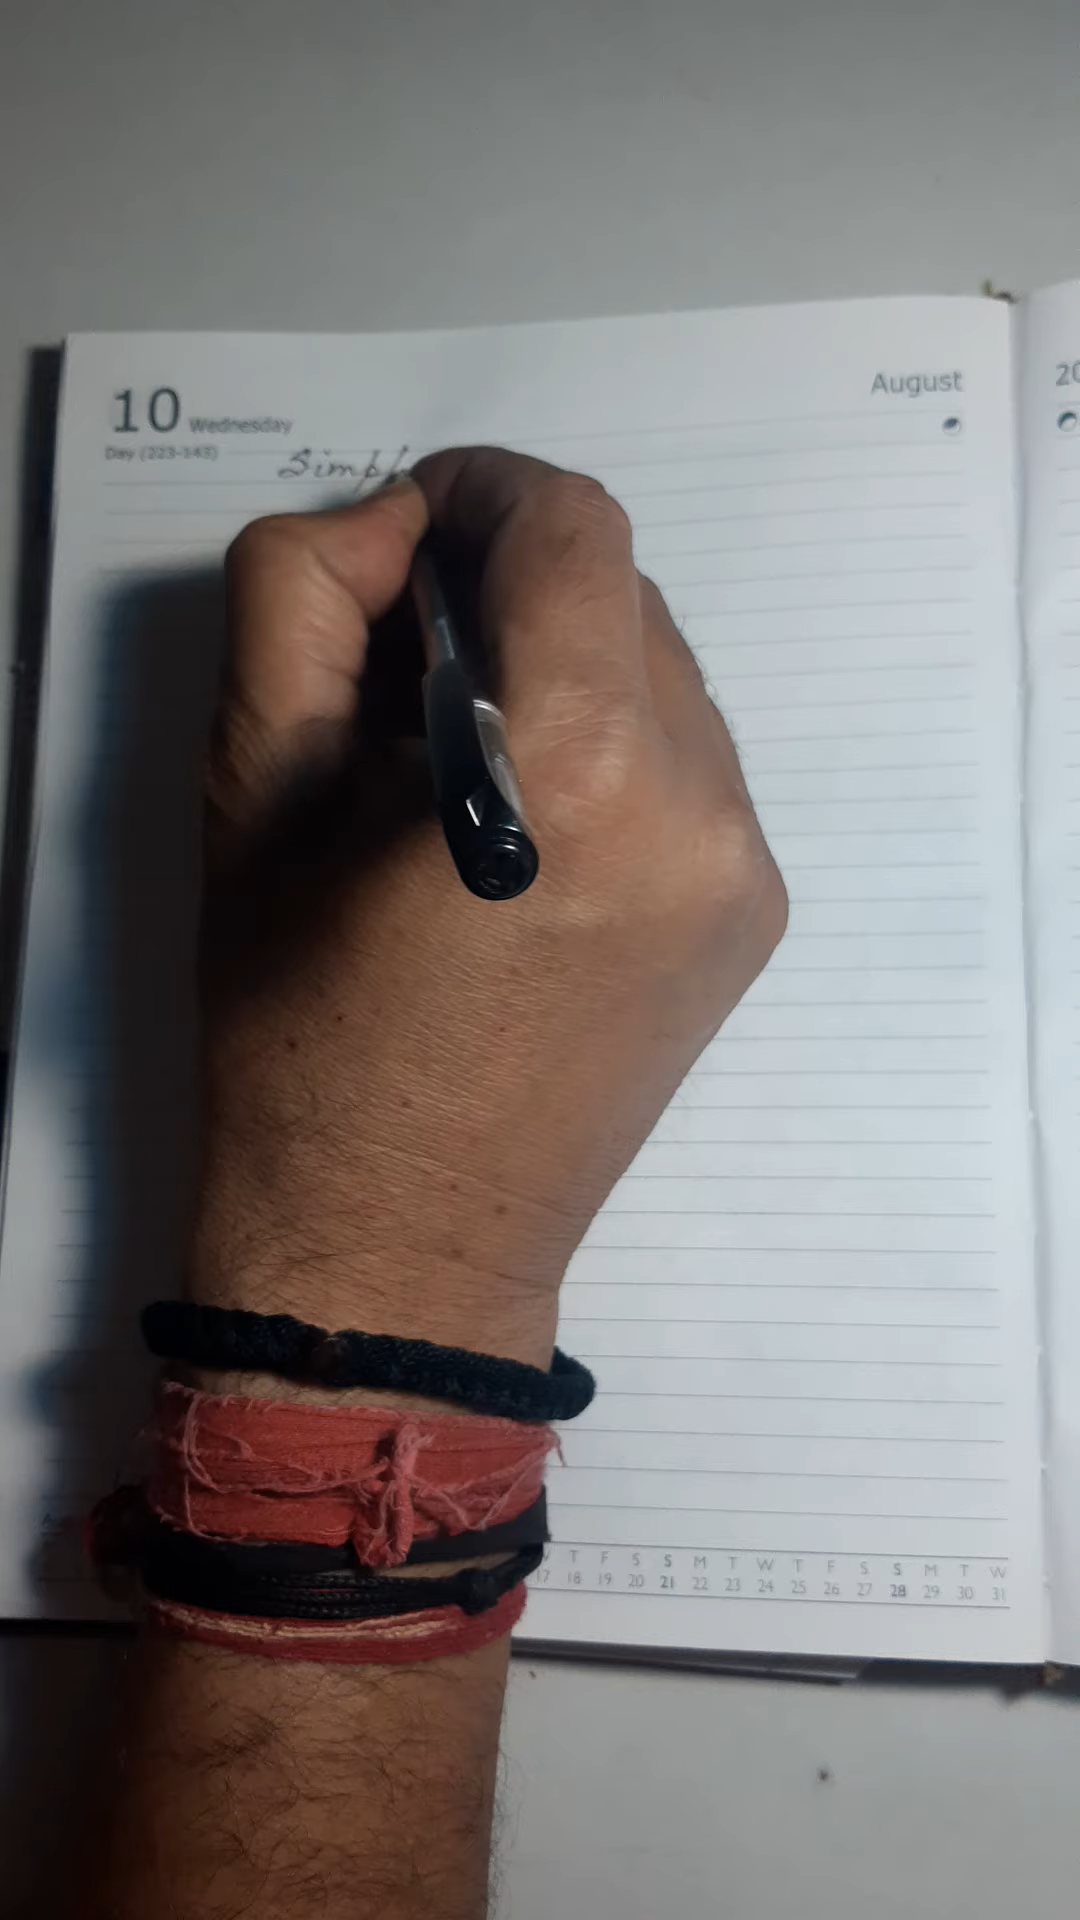 August
10 Wednesday
Day (223-143)
Simpl
T F S S M T W T F S S M T W
17 18 19 20 21 22 23 24 25 26 27 28 29 30 31